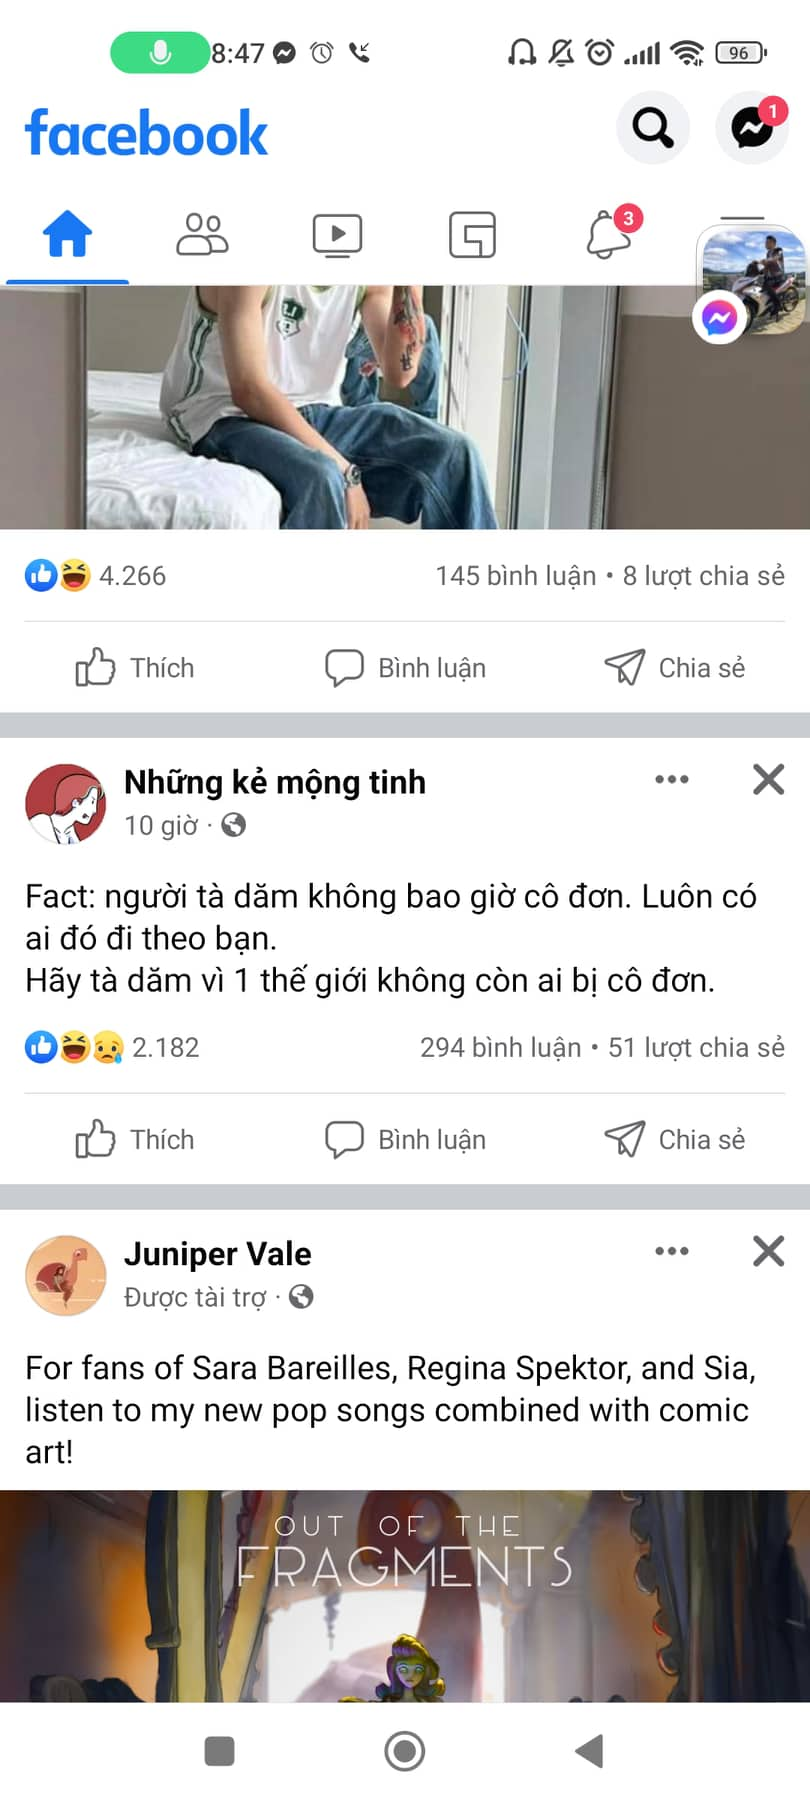 8:47
96
facebook
1
3
4.266
145 bình luận • 8 lượt chia sẻ
Thích
Bình luận
Chia sẻ
Những kẻ mộng tinh
10 giờ ·
Fact: người tà dăm không bao giờ cô đơn. Luôn có
ai đó đi theo bạn.
Hãy tà dăm vì 1 thế giới không còn ai bị cô đơn.
2.182
294 bình luận • 51 lượt chia sẻ
Thích
Bình luận
Chia sẻ
Juniper Vale
Được tài trợ ·
For fans of Sara Bareilles, Regina Spektor, and Sia,
listen to my new pop songs combined with comic
art!
OUT OF THE
FRAGMENTS